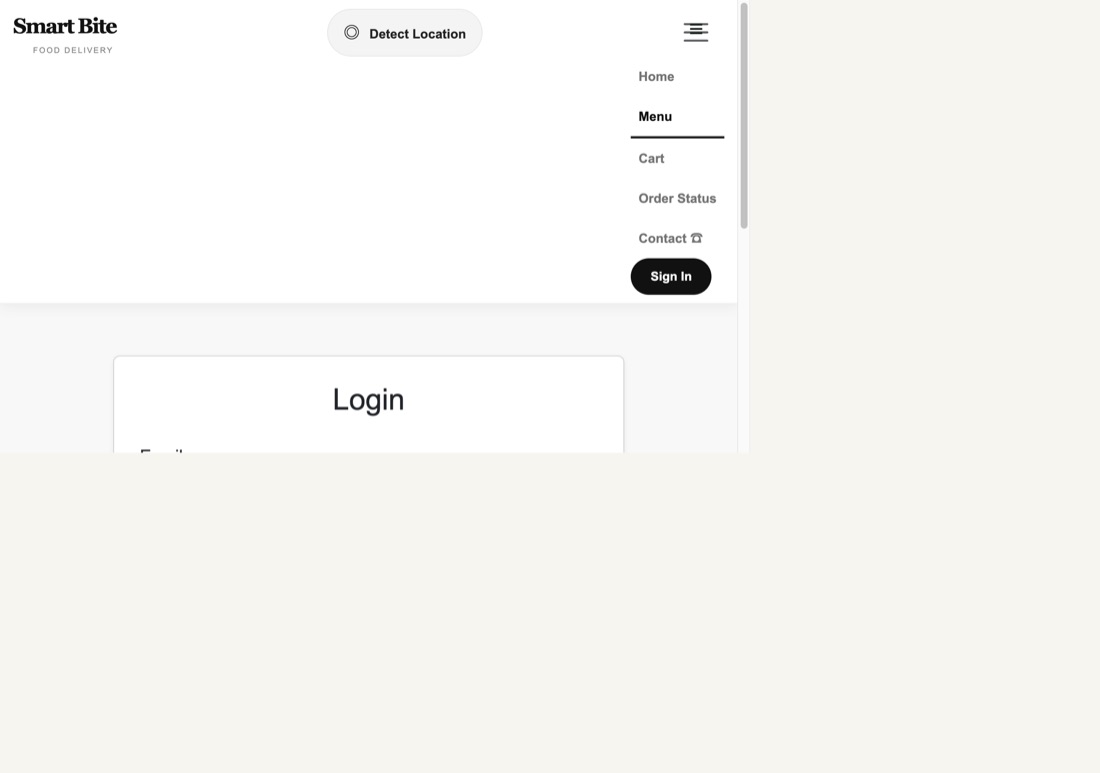 Smart Bite
FOOD DELIVERY
Detect Location
Home
Menu
Cart
Order Status
Contact ☎
Sign In
Login